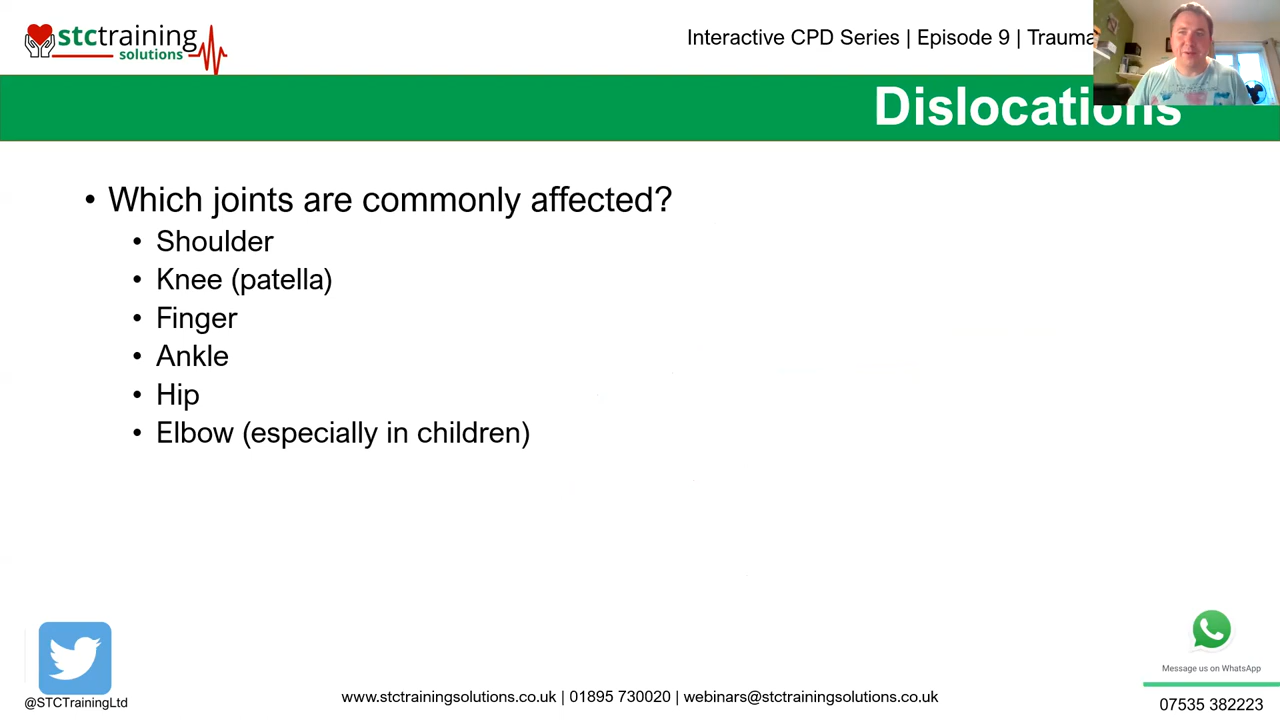 stctraining
solutions
Interactive CPD Series | Episode 9 | Trauma
Dislocations
• Which joints are commonly affected?
• Shoulder
• Knee (patella)
• Finger
• Ankle
• Hip
• Elbow (especially in children)
Message us on WhatsApp
@STCTrainingLtd
www.stctrainingsolutions.co.uk | 01895 730020 | webinars@stctrainingsolutions.co.uk
07535 382223